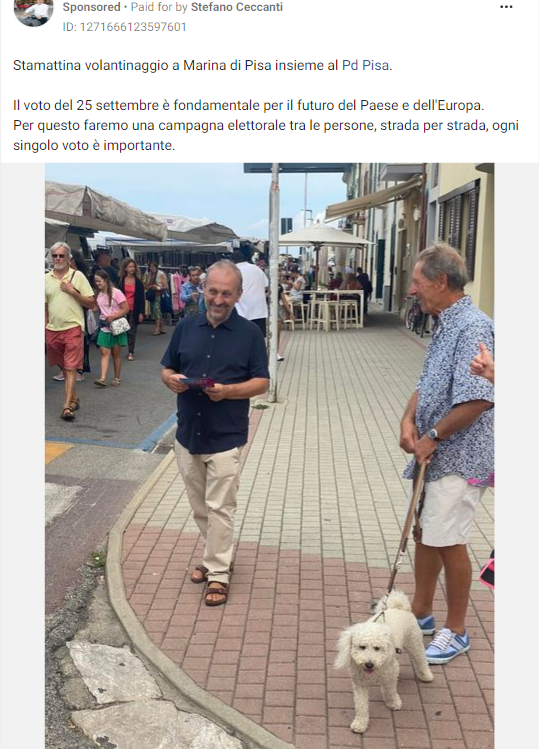 Sponsored • Paid for by Stefano Ceccanti
ID: 1271666123597601
Stamattina volantinaggio a Marina di Pisa insieme al Pd Pisa.
Il voto del 25 settembre è fondamentale per il futuro del Paese e dell'Europa.
Per questo faremo una campagna elettorale tra le persone, strada per strada, ogni
singolo voto è importante.